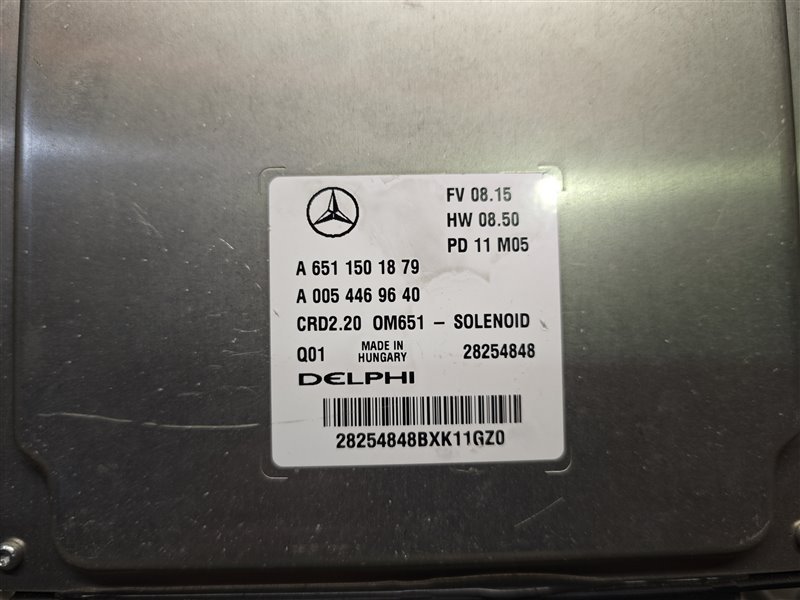 FV 08.15
HW 08.50
PD 11 M05
A 651 150 18 79
A 005 446 96 40
CRD2.20 OM651 – SOLENOID
Q01 MADE IN HUNGARY 28254848
DELPHI
28254848BXK11GZ0